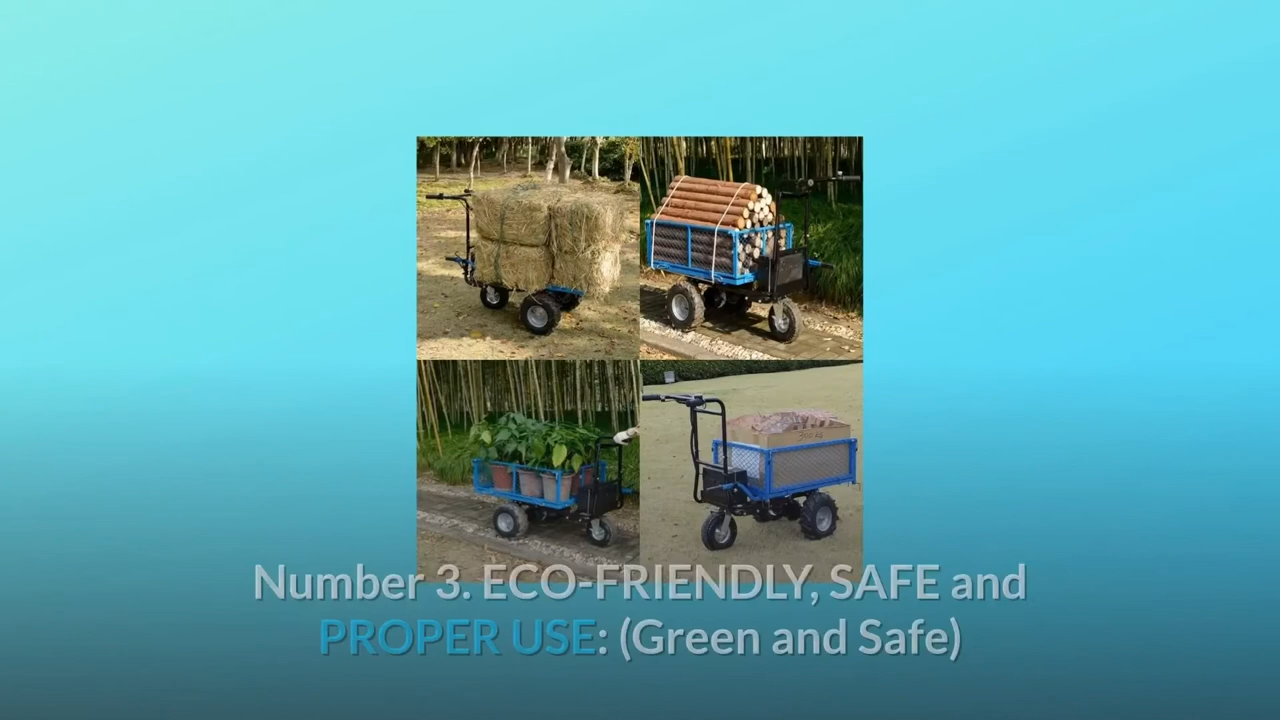 Number 3. ECO-FRIENDLY, SAFE and
PROPER USE: (Green and Safe)